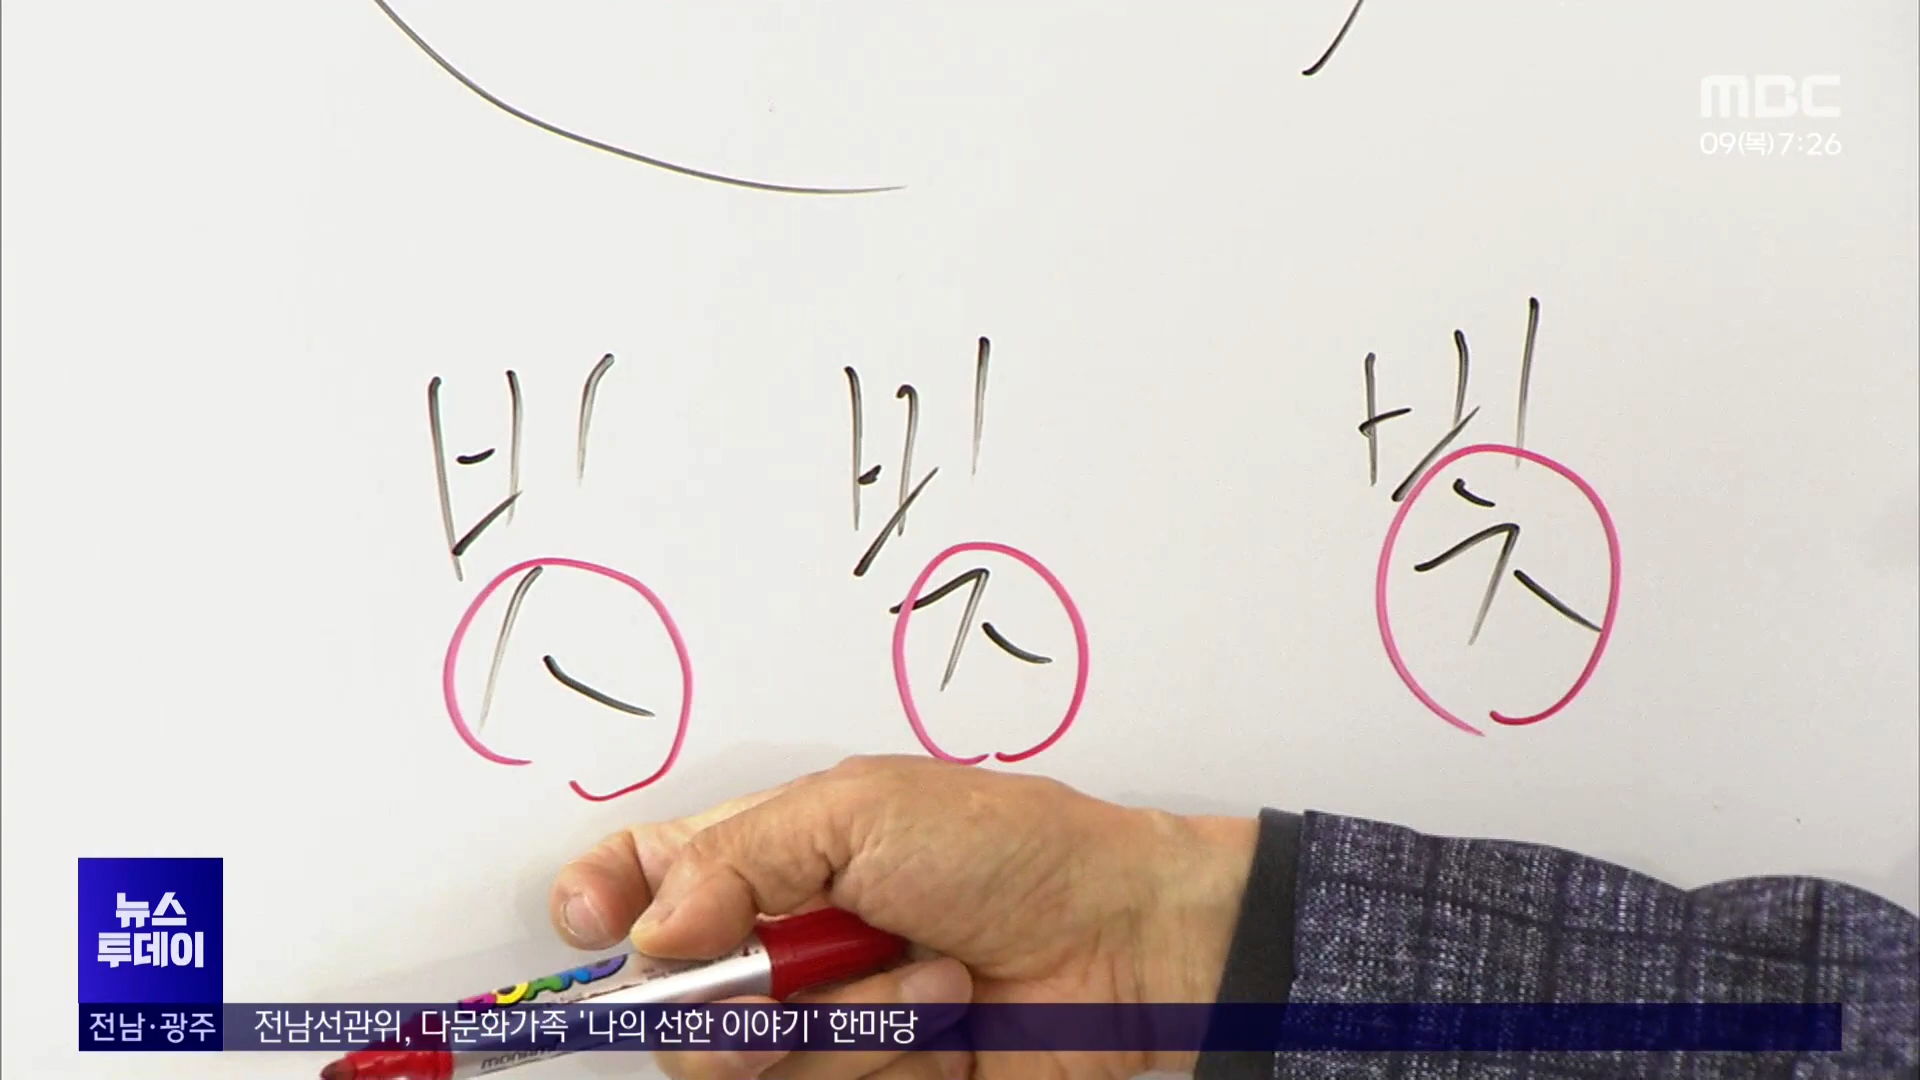 MBC
09(목)7:26
빗 빚 빛
뉴스
투데이
전남·광주 전남선관위, 다문화가족 '나의 선한 이야기' 한마당